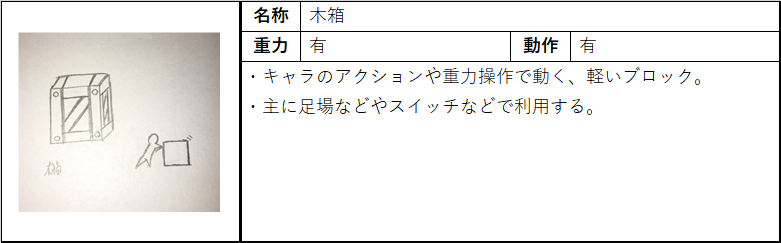 名称 木箱
重力 有 動作 有
・キャラのアクションや重力操作で動く、軽いブロック。
・主に足場などやスイッチなどで利用する。
木箱